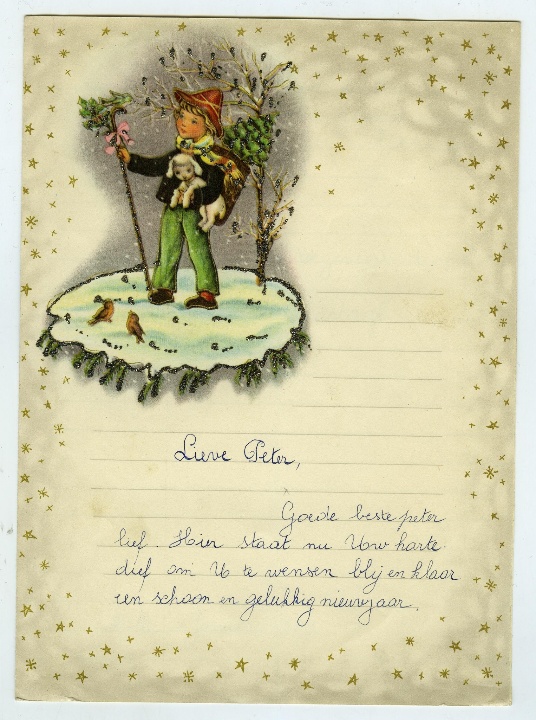 Lieve Peter,
Goede beste peter
lief. Hier staat nu Uw harte
dief om U te wensen blij en klaar
een schoon en gelukkig nieuwjaar.